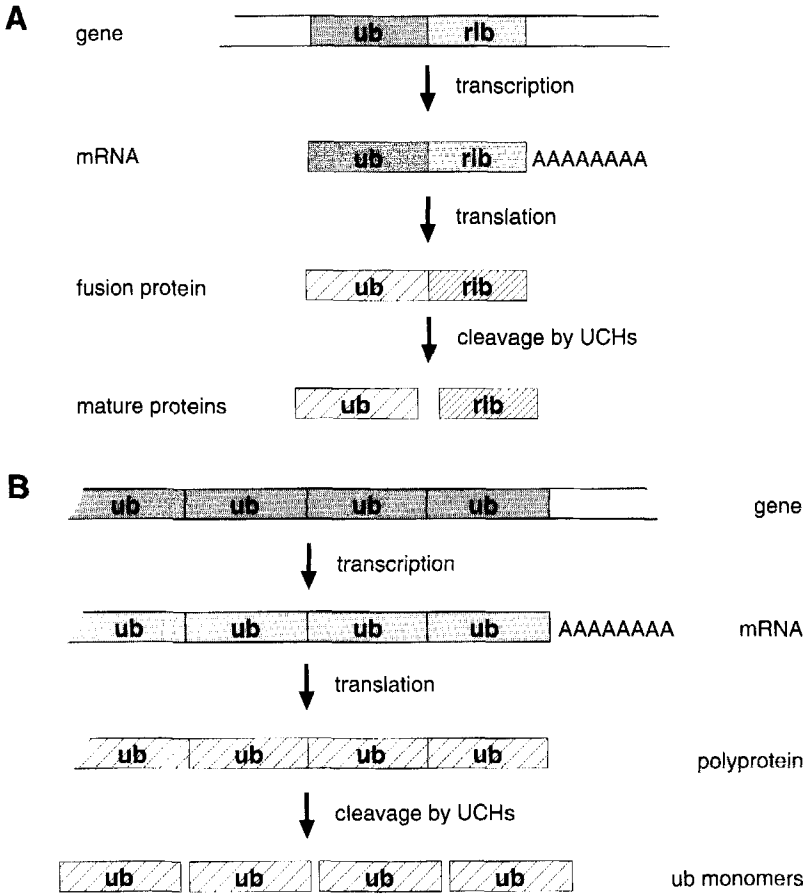 A
gene ub rib
transcription
mRNA ub rib AAAAAAAA
translation
fusion protein ub rib
cleavage by UCHs
mature proteins ub rib
B
ub ub ub ub gene
transcription
ub ub ub ub AAAAAAAA mRNA
translation
ub ub ub ub polyprotein
cleavage by UCHs
ub ub ub ub ub monomers